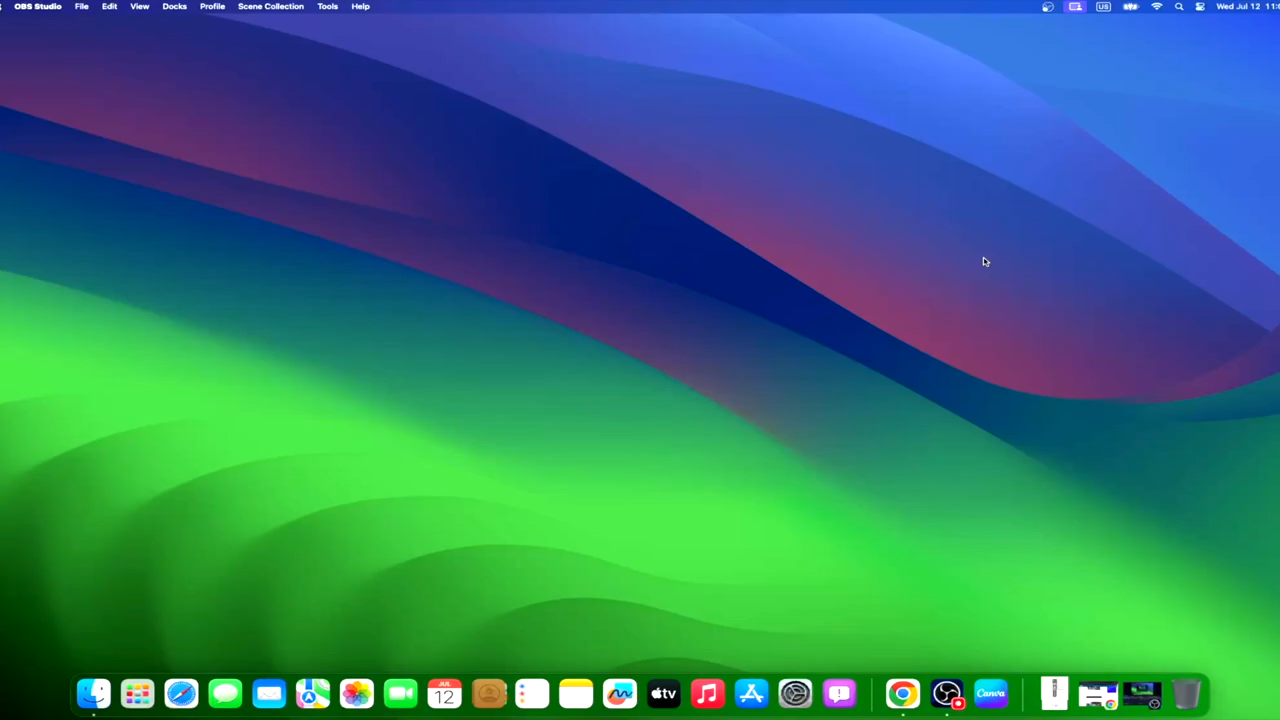 OBS Studio File Edit View Docks Profile Scene Collection Tools Help US Wed Jul 12
JUL
12
tv
Canva